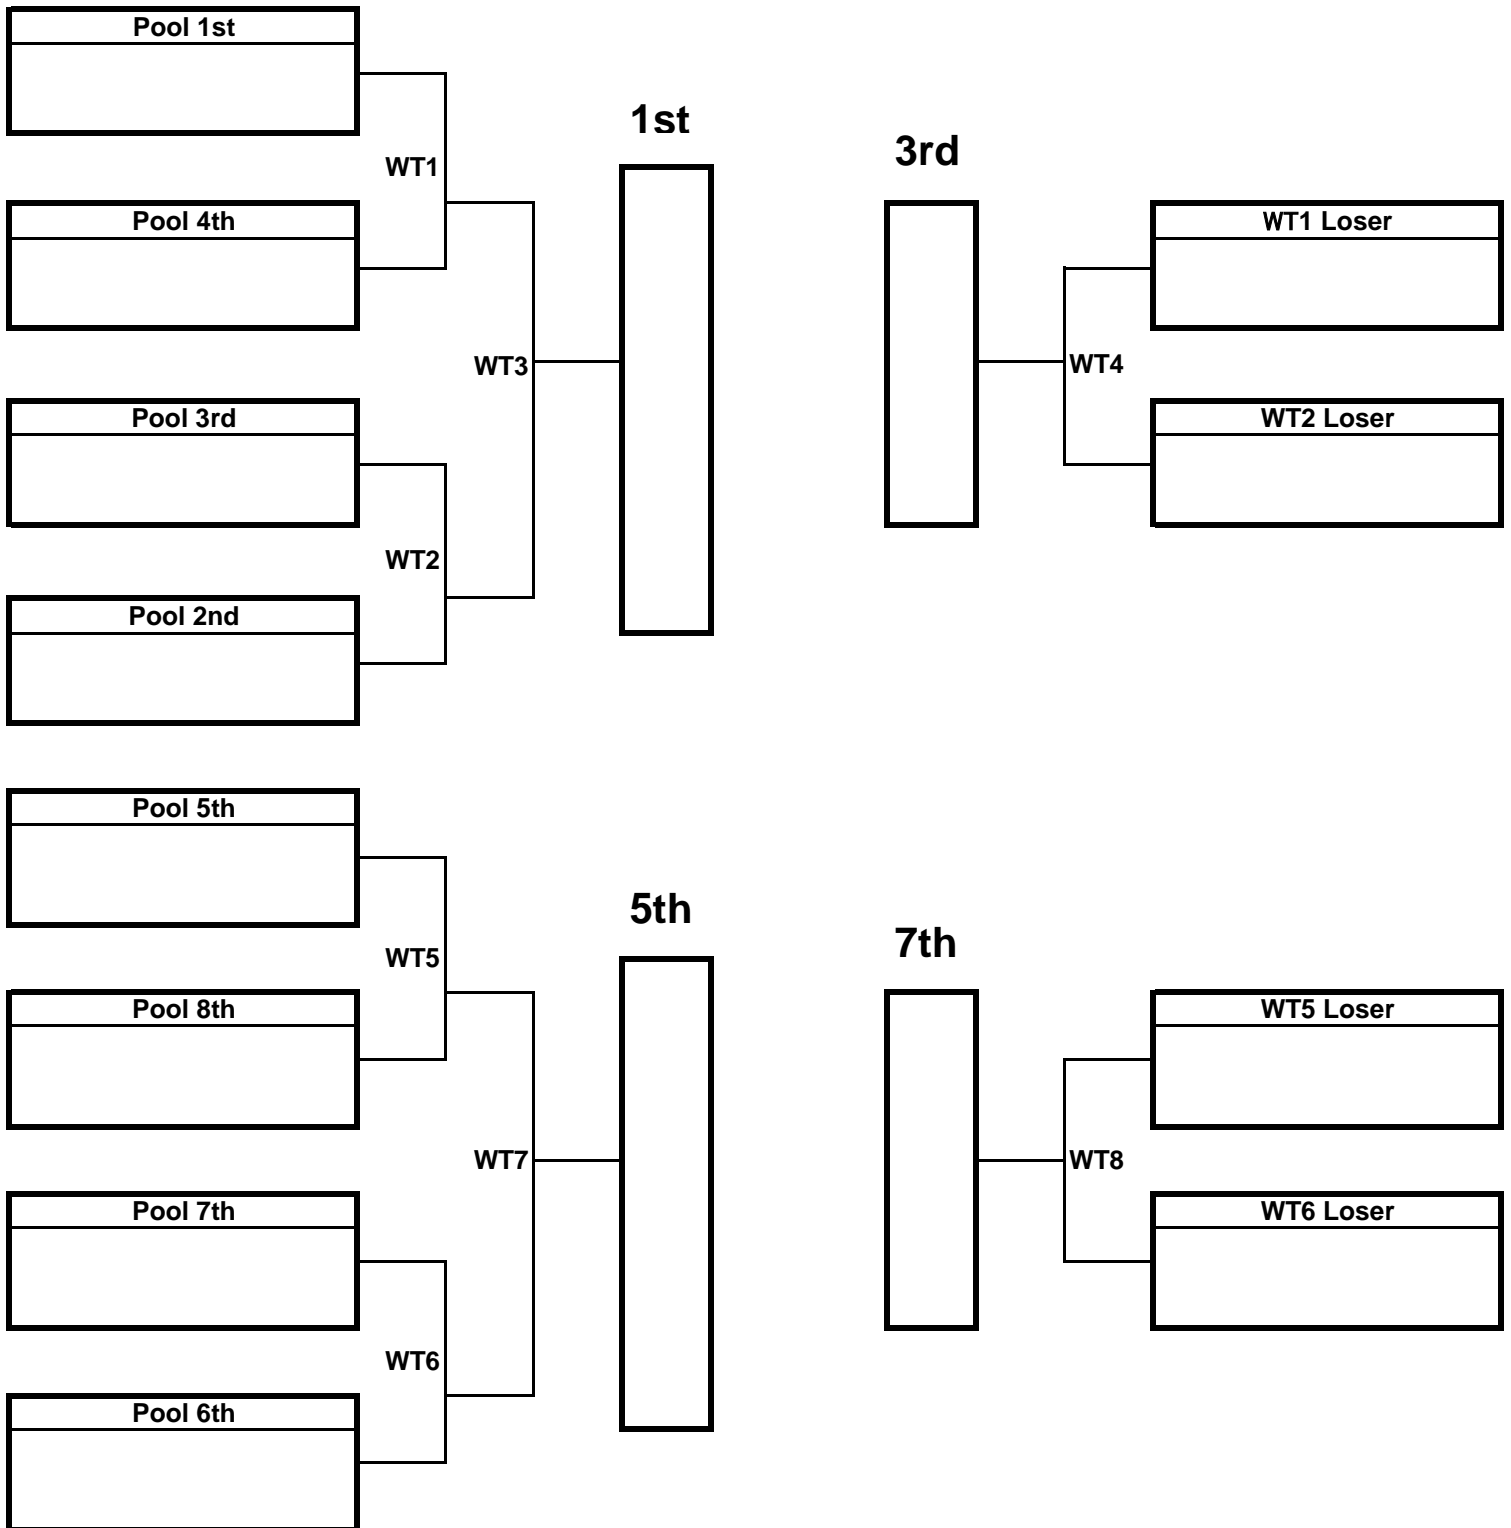 Pool 1st
1st
3rd
WT1
Pool 4th
WT1 Loser
WT3
WT4
Pool 3rd
WT2 Loser
WT2
Pool 2nd
Pool 5th
5th
7th
WT5
Pool 8th
WT5 Loser
WT7
WT8
Pool 7th
WT6 Loser
WT6
Pool 6th